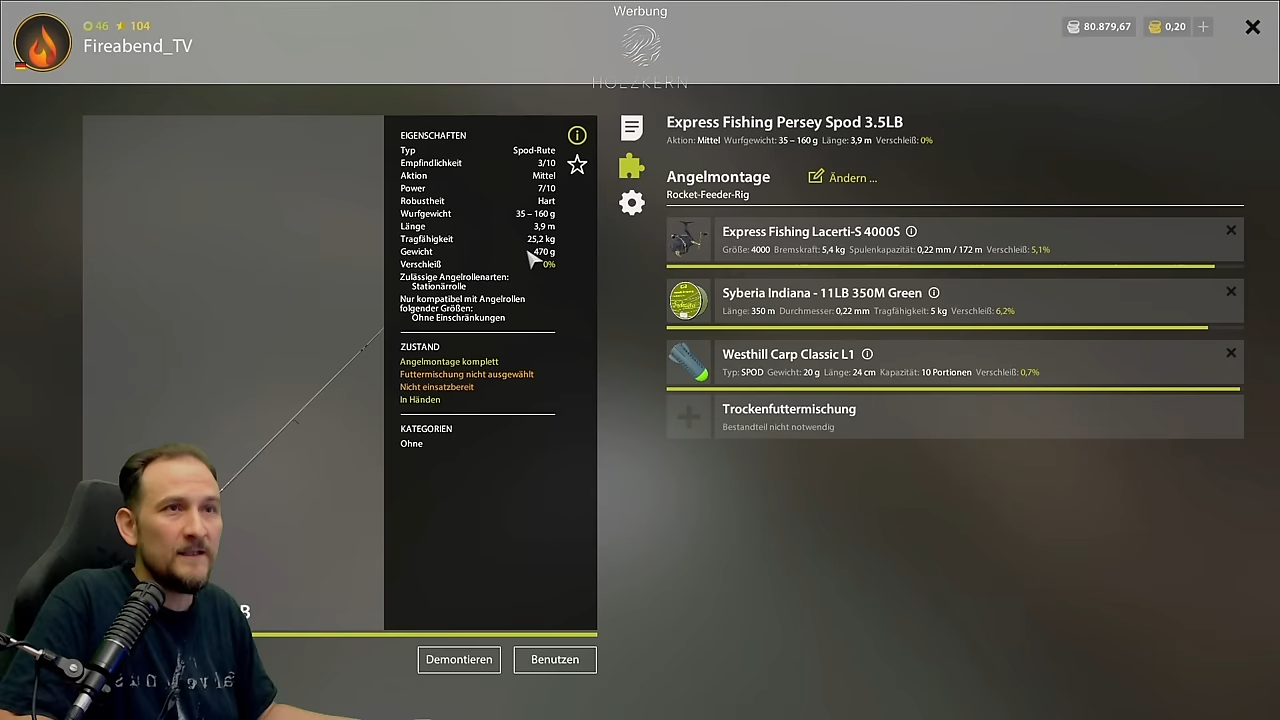 46 104
Fireabend_TV
Werbung
HOLZKERN
80.879,67
0,20
EIGENSCHAFTEN
Typ Spod-Rute
Empfindlichkeit 3/10
Aktion Mittel
Power 7/10
Robustheit Hart
Wurfgewicht 35 – 160 g
Länge 3,9 m
Tragfähigkeit 25,2 kg
Gewicht 470 g
Verschleiß 0%
Zulässige Angelrollenarten:
Stationärrolle
Nur kompatibel mit Angelrollen
folgender Größen:
Ohne Einschränkungen
ZUSTAND
Angelmontage komplett
Futtermischung nicht ausgewählt
Nicht einsatzbereit
In Händen
KATEGORIEN
Ohne
B
Demontieren
Benutzen
Express Fishing Persey Spod 3.5LB
Aktion: Mittel Wurfgewicht: 35 – 160 g Länge: 3,9 m Verschleiß: 0%
Angelmontage
Ändern ...
Rocket-Feeder-Rig
Express Fishing Lacerti-S 4000S
Größe: 4000 Bremskraft: 5,4 kg Spulenkapazität: 0,22 mm / 172 m Verschleiß: 5,1%
Syberia Indiana - 11LB 350M Green
Länge: 350 m Durchmesser: 0,22 mm Tragfähigkeit: 5 kg Verschleiß: 6,2%
Westhill Carp Classic L1
Typ: SPOD Gewicht: 20 g Länge: 24 cm Kapazität: 10 Portionen Verschleiß: 0,7%
Trockenfuttermischung
Bestandteil nicht notwendig